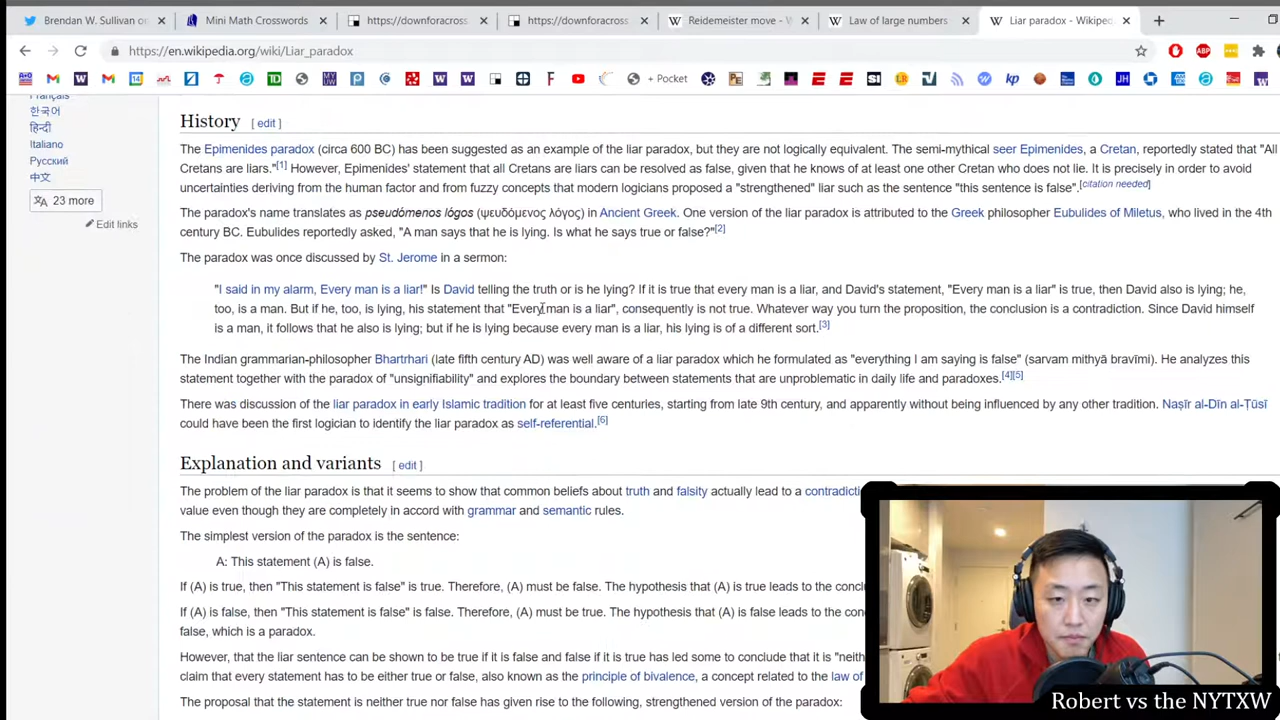 Brendan W. Sullivan o
Mini Math Crosswords
https://downforacross.
https://downforacross.
Reidemeister move - W
Law of large numbers
Liar paradox - Wikiped
https://en.wikipedia.org/wiki/Liar_paradox
+ Pocket
Français
한국어
हिन्दी
Italiano
Русский
中文
23 more
Edit links
History [ edit ]
The Epimenides paradox (circa 600 BC) has been suggested as an example of the liar paradox, but they are not logically equivalent. The semi-mythical seer Epimenides, a Cretan, reportedly stated that "All
Cretans are liars."[1] However, Epimenides' statement that all Cretans are liars can be resolved as false, given that he knows of at least one other Cretan who does not lie. It is precisely in order to avoid
uncertainties deriving from the human factor and from fuzzy concepts that modern logicians proposed a "strengthened" liar such as the sentence "this sentence is false".[citation needed]
The paradox's name translates as pseudómenos lógos (ψευδόμενος λόγος) in Ancient Greek. One version of the liar paradox is attributed to the Greek philosopher Eubulides of Miletus, who lived in the 4th
century BC. Eubulides reportedly asked, "A man says that he is lying. Is what he says true or false?"[2]
The paradox was once discussed by St. Jerome in a sermon:
"I said in my alarm, Every man is a liar!" Is David telling the truth or is he lying? If it is true that every man is a liar, and David's statement, "Every man is a liar" is true, then David also is lying; he,
too, is a man. But if he, too, is lying, his statement that "Every man is a liar", consequently is not true. Whatever way you turn the proposition, the conclusion is a contradiction. Since David himself
is a man, it follows that he also is lying; but if he is lying because every man is a liar, his lying is of a different sort.[3]
The Indian grammarian-philosopher Bhartrhari (late fifth century AD) was well aware of a liar paradox which he formulated as "everything I am saying is false" (sarvam mithyā bravīmi). He analyzes this
statement together with the paradox of "unsignifiability" and explores the boundary between statements that are unproblematic in daily life and paradoxes.[4][5]
There was discussion of the liar paradox in early Islamic tradition for at least five centuries, starting from late 9th century, and apparently without being influenced by any other tradition. Naṣīr al-Dīn al-Ṭūsī
could have been the first logician to identify the liar paradox as self-referential.[6]
Explanation and variants [ edit ]
The problem of the liar paradox is that it seems to show that common beliefs about truth and falsity actually lead to a contradicti
value even though they are completely in accord with grammar and semantic rules.
The simplest version of the paradox is the sentence:
A: This statement (A) is false.
If (A) is true, then "This statement is false" is true. Therefore, (A) must be false. The hypothesis that (A) is true leads to the conclu
If (A) is false, then "This statement is false" is false. Therefore, (A) must be true. The hypothesis that (A) is false leads to the con
false, which is a paradox.
However, that the liar sentence can be shown to be true if it is false and false if it is true has led some to conclude that it is "neith
claim that every statement has to be either true or false, also known as the principle of bivalence, a concept related to the law of
The proposal that the statement is neither true nor false has given rise to the following, strengthened version of the paradox:
Robert vs the NYTXW